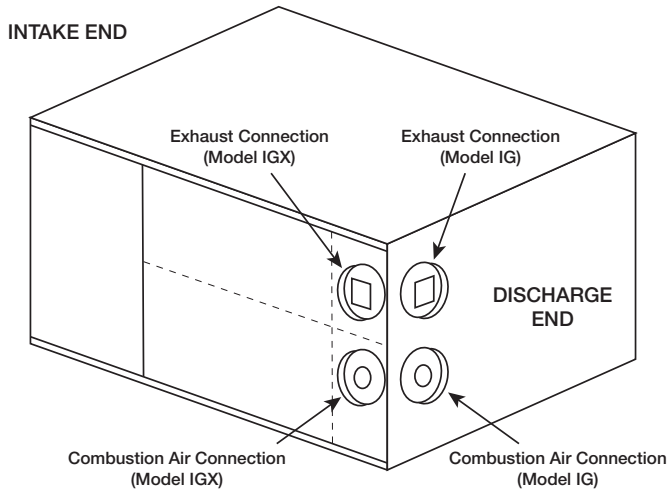 INTAKE END
Exhaust Connection
(Model IGX)
Exhaust Connection
(Model IG)
DISCHARGE
END
Combustion Air Connection
(Model IGX)
Combustion Air Connection
(Model IG)